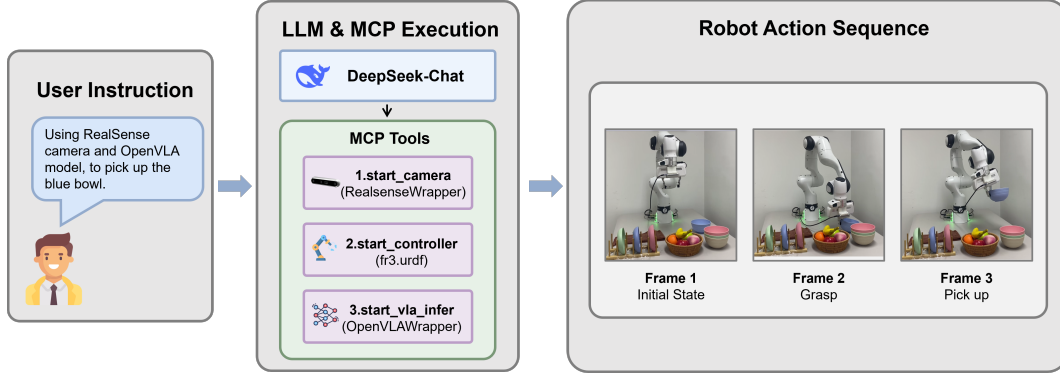 User Instruction
Using RealSense
camera and OpenVLA
model, to pick up the
blue bowl.
LLM & MCP Execution
DeepSeek-Chat
MCP Tools
1.start_camera
(RealsenseWrapper)
2.start_controller
(fr3.urdf)
3.start_vla_infer
(OpenVLAWrapper)
Robot Action Sequence
Frame 1
Initial State
Frame 2
Grasp
Frame 3
Pick up